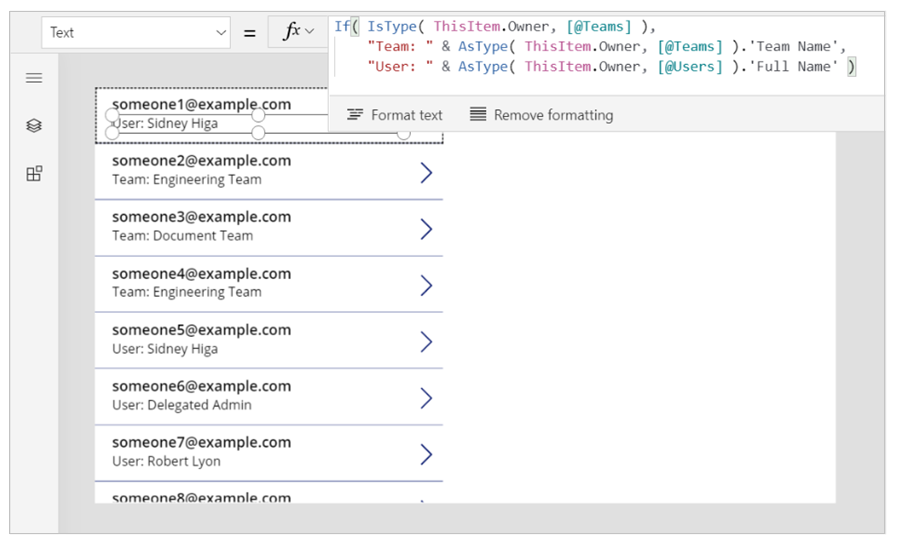 Text
=
fx
If( IsType( ThisItem.Owner, [@Teams] ),
"Team: " & AsType( ThisItem.Owner, [@Teams] ).'Team Name',
"User: " & AsType( ThisItem.Owner, [@Users] ).'Full Name' )
Format text
Remove formatting
someone1@example.com
User: Sidney Higa
someone2@example.com
Team: Engineering Team
someone3@example.com
Team: Document Team
someone4@example.com
Team: Engineering Team
someone5@example.com
User: Sidney Higa
someone6@example.com
User: Delegated Admin
someone7@example.com
User: Robert Lyon
someone8@example.com